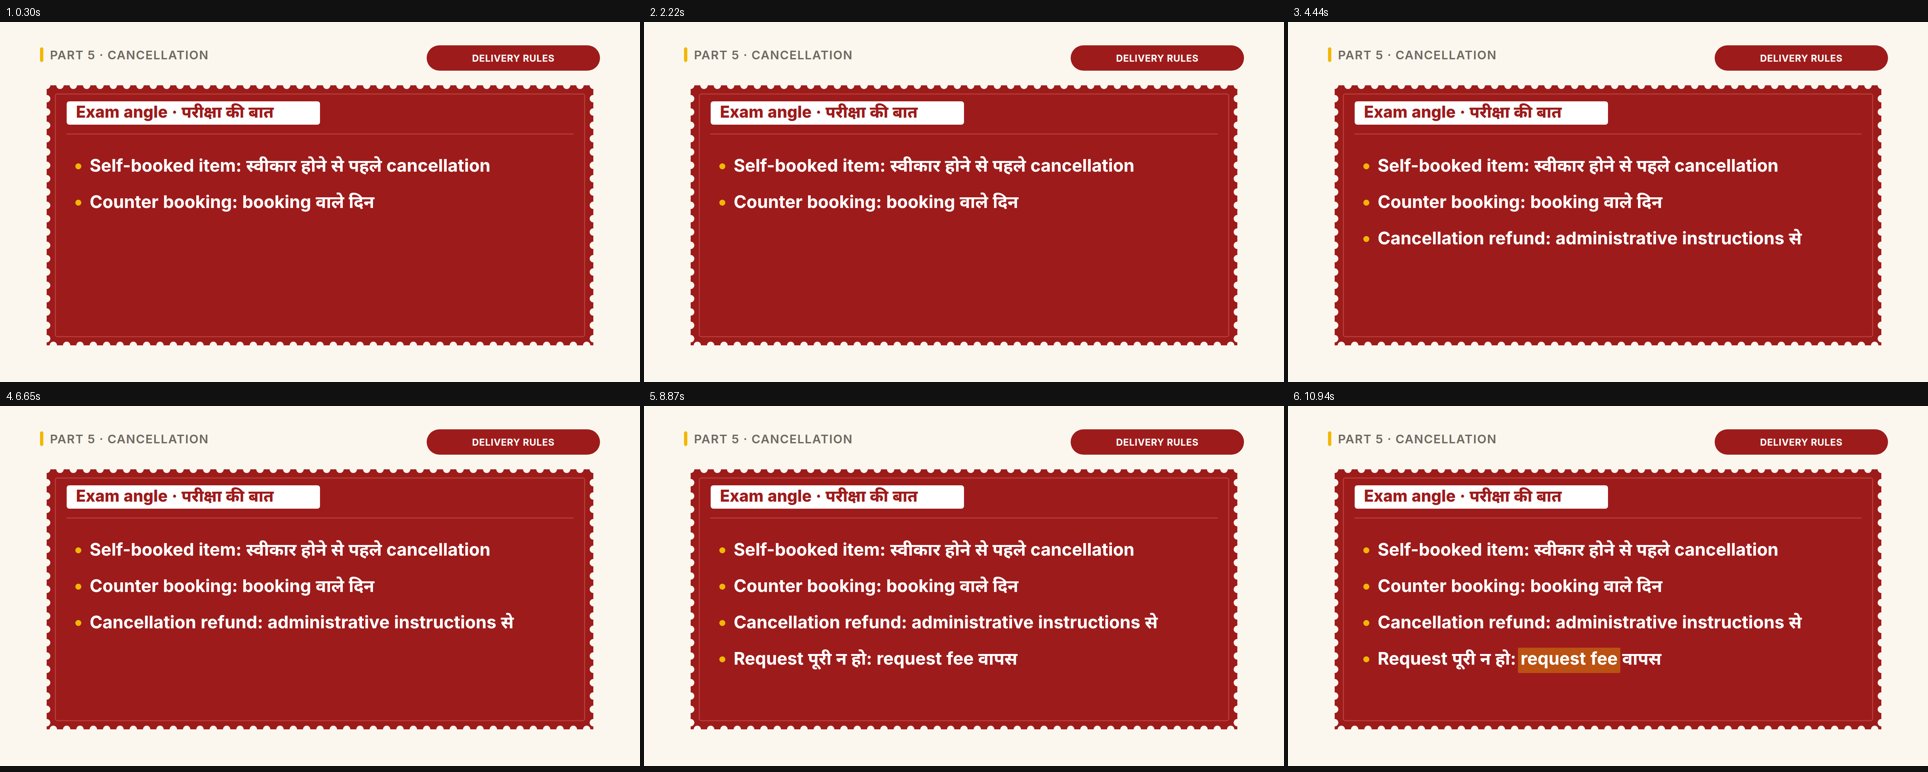 1. 0.30s
PART 5 · CANCELLATION
DELIVERY RULES
Exam angle · परीक्षा की बात
• Self-booked item: स्वीकार होने से पहले cancellation
• Counter booking: booking वाले दिन
2. 2.22s
PART 5 · CANCELLATION
DELIVERY RULES
Exam angle · परीक्षा की बात
• Self-booked item: स्वीकार होने से पहले cancellation
• Counter booking: booking वाले दिन
3. 4.44s
PART 5 · CANCELLATION
DELIVERY RULES
Exam angle · परीक्षा की बात
• Self-booked item: स्वीकार होने से पहले cancellation
• Counter booking: booking वाले दिन
• Cancellation refund: administrative instructions से
4. 6.65s
PART 5 · CANCELLATION
DELIVERY RULES
Exam angle · परीक्षा की बात
• Self-booked item: स्वीकार होने से पहले cancellation
• Counter booking: booking वाले दिन
• Cancellation refund: administrative instructions से
5. 8.87s
PART 5 · CANCELLATION
DELIVERY RULES
Exam angle · परीक्षा की बात
• Self-booked item: स्वीकार होने से पहले cancellation
• Counter booking: booking वाले दिन
• Cancellation refund: administrative instructions से
• Request पूरी न हो: request fee वापस
6. 10.94s
PART 5 · CANCELLATION
DELIVERY RULES
Exam angle · परीक्षा की बात
• Self-booked item: स्वीकार होने से पहले cancellation
• Counter booking: booking वाले दिन
• Cancellation refund: administrative instructions से
• Request पूरी न हो: request fee वापस